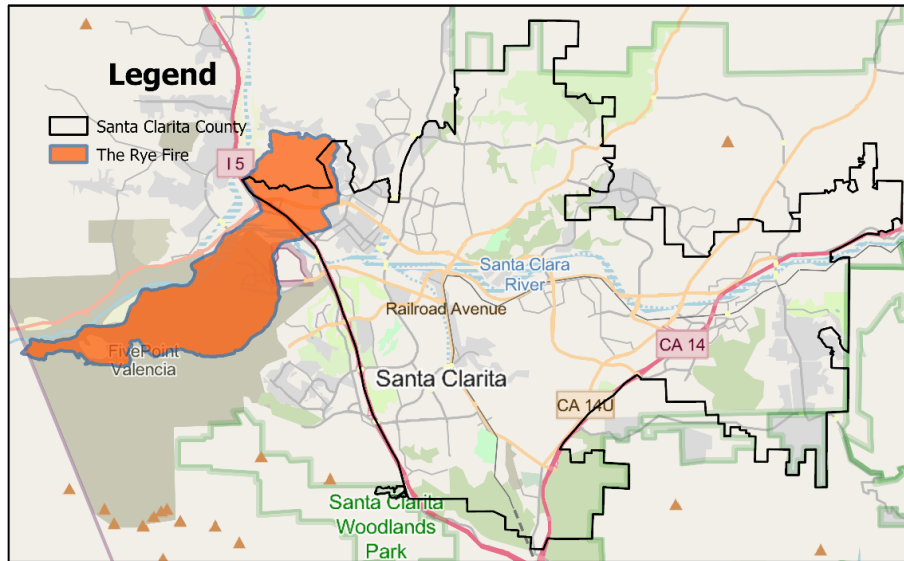 Legend
Santa Clarita County
The Rye Fire
I 5
Santa Clara
River
Railroad Avenue
CA 14
FivePoint
Valencia
Santa Clarita
CA 14U
Santa Clarita
Woodlands
Park